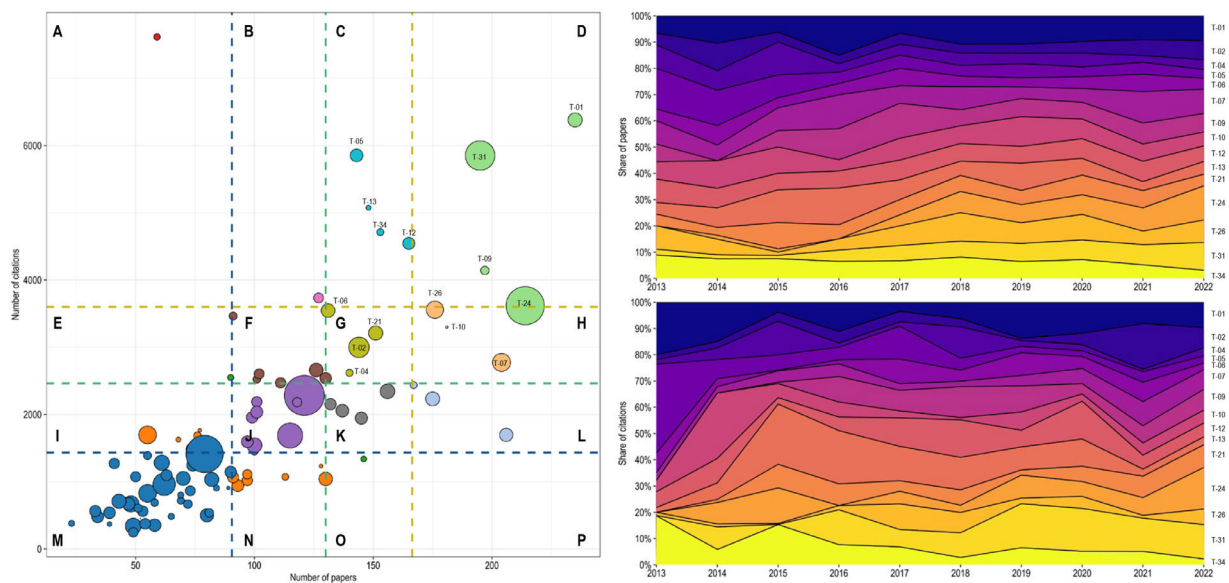 A B C D
T-01
T-05
T-31
6000
T-13
T-34
T-12
T-09
4000
T-06
T-26
T-24
E F G H
T-21
T-10
T-02
T-07
T-04
2000
I J K L
M N O P
0
50 100 150 200
Number of papers
Number of citations
100%
90%
80%
70%
60%
50%
40%
30%
20%
10%
0%
Share of papers
2013 2014 2015 2016 2017 2018 2019 2020 2021 2022
T-01
T-02
T-04
T-05
T-06
T-07
T-09
T-10
T-12
T-13
T-21
T-24
T-26
T-31
T-34
100%
90%
80%
70%
60%
50%
40%
30%
20%
10%
0%
Share of citations
2013 2014 2015 2016 2017 2018 2019 2020 2021 2022
T-01
T-02
T-04
T-05
T-06
T-07
T-09
T-10
T-12
T-13
T-21
T-24
T-26
T-31
T-34